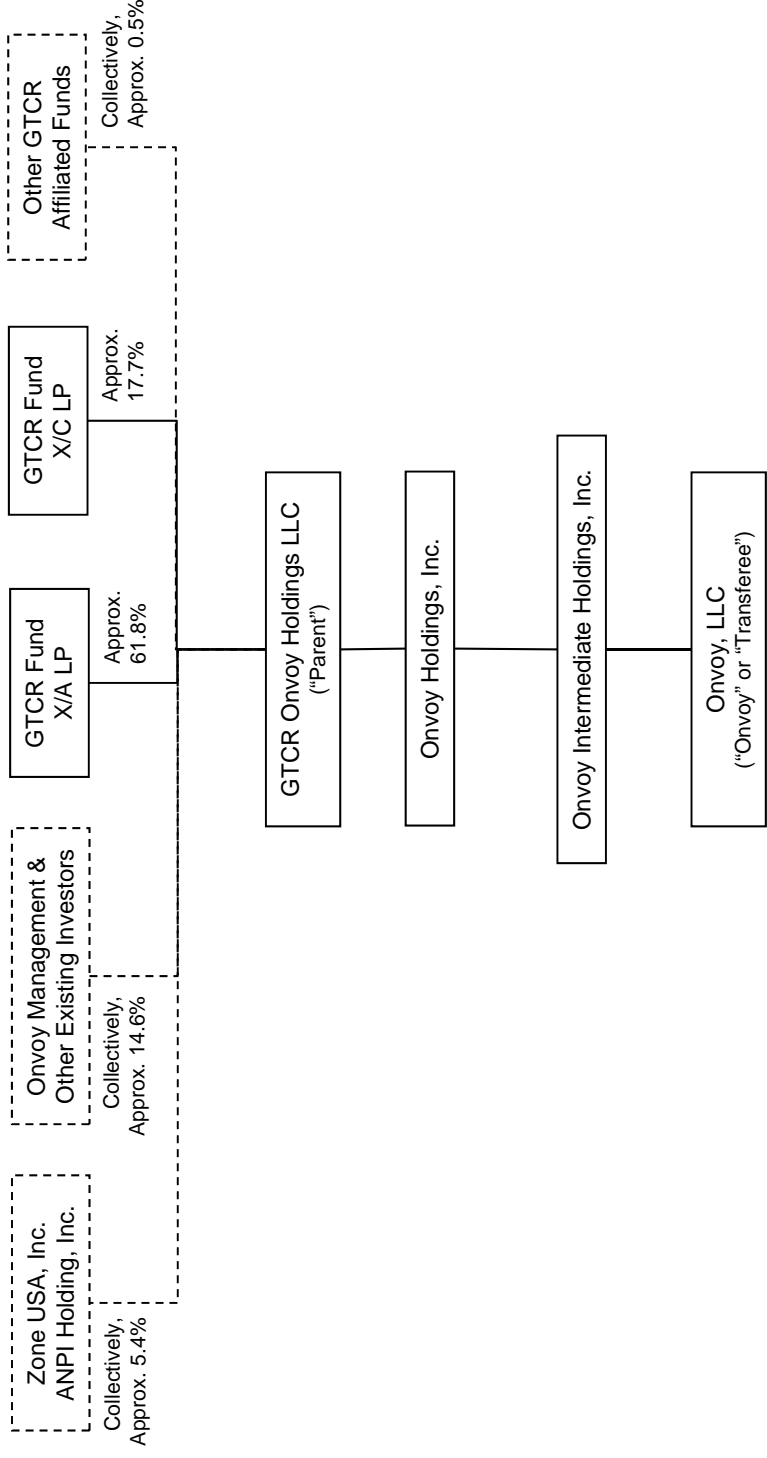 Zone USA, Inc.
ANPI Holding, Inc.
Collectively,
Approx. 5.4%
Onvoy Management &
Other Existing Investors
Collectively,
Approx. 14.6%
GTCR Fund
X/A LP
Approx.
61.8%
GTCR Fund
X/C LP
Approx.
17.7%
Other GTCR
Affiliated Funds
Collectively,
Approx. 0.5%
GTCR Onvoy Holdings LLC
(“Parent”)
Onvoy Holdings, Inc.
Onvoy Intermediate Holdings, Inc.
Onvoy, LLC
(“Onvoy” or “Transferee”)